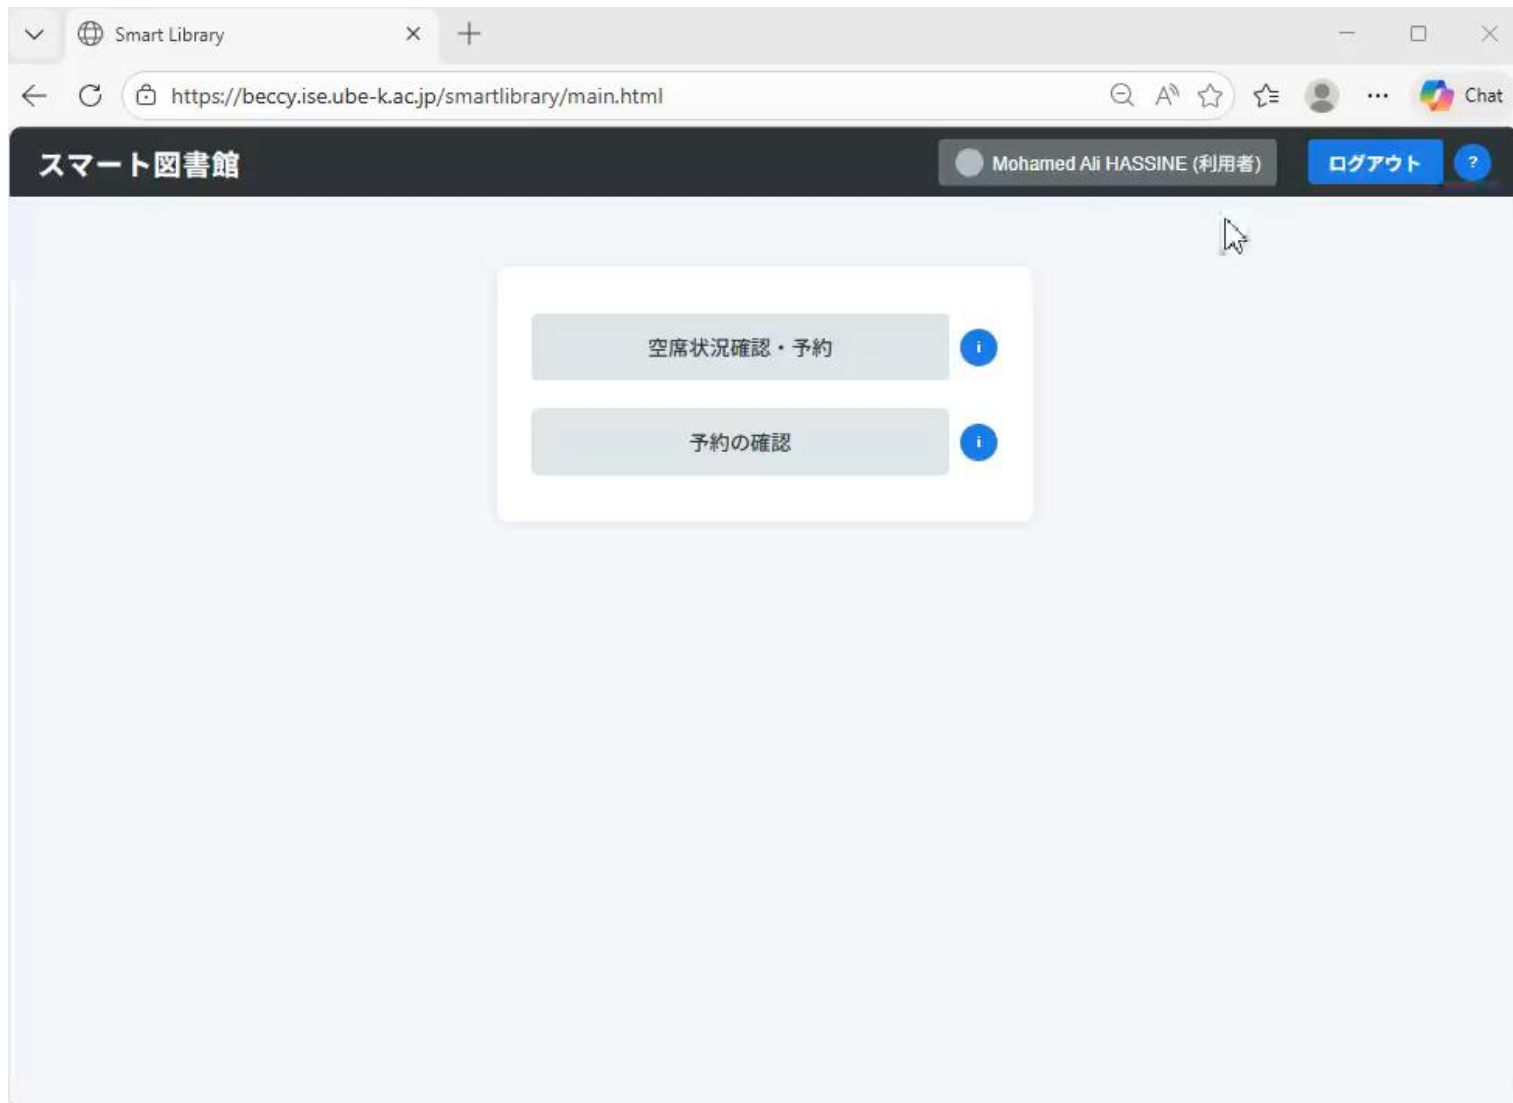 Smart Library
https://beccy.ise.ube-k.ac.jp/smartlibrary/main.html
Chat
スマート図書館
Mohamed Ali HASSINE (利用者)
ログアウト
?
空席状況確認・予約
i
予約の確認
i